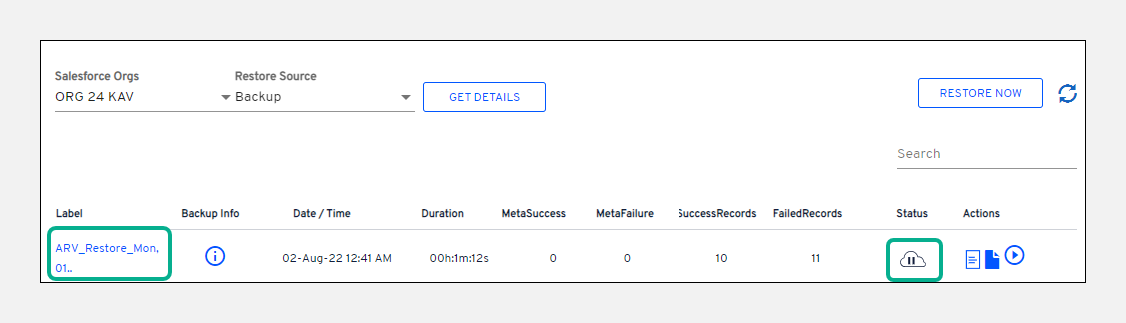 Salesforce Orgs Restore Source
ORG 24 KAV Backup GET DETAILS RESTORE NOW
Search
Label Backup Info Date / Time Duration MetaSuccess MetaFailure SuccessRecords FailedRecords Status Actions
ARV_Restore_Mon, 02-Aug-22 12:41 AM 00h:1m:12s 0 0 10 11
01..